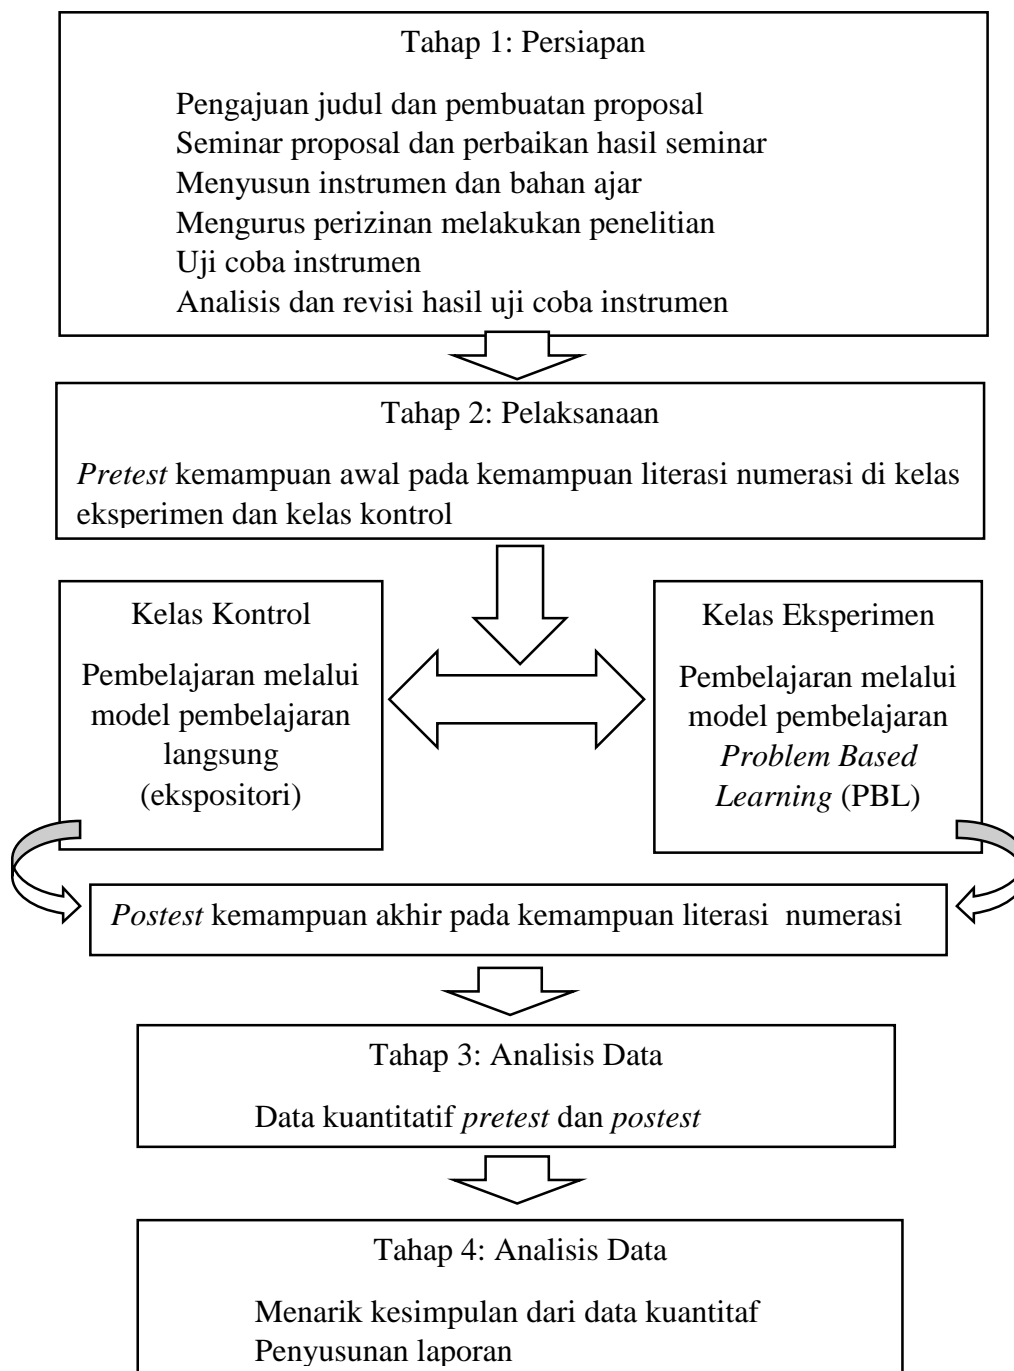 Tahap 1: Persiapan
Pengajuan judul dan pembuatan proposal
Seminar proposal dan perbaikan hasil seminar
Menyusun instrumen dan bahan ajar
Mengurus perizinan melakukan penelitian
Uji coba instrumen
Analisis dan revisi hasil uji coba instrumen
Tahap 2: Pelaksanaan
Pretest kemampuan awal pada kemampuan literasi numerasi di kelas
eksperimen dan kelas kontrol
Kelas Kontrol
Pembelajaran melalui
model pembelajaran
langsung
(ekspositori)
Kelas Eksperimen
Pembelajaran melalui
model pembelajaran
Problem Based
Learning (PBL)
Postest kemampuan akhir pada kemampuan literasi  numerasi
Tahap 3: Analisis Data
Data kuantitatif pretest dan postest
Tahap 4: Analisis Data
Menarik kesimpulan dari data kuantitaf
Penyusunan laporan